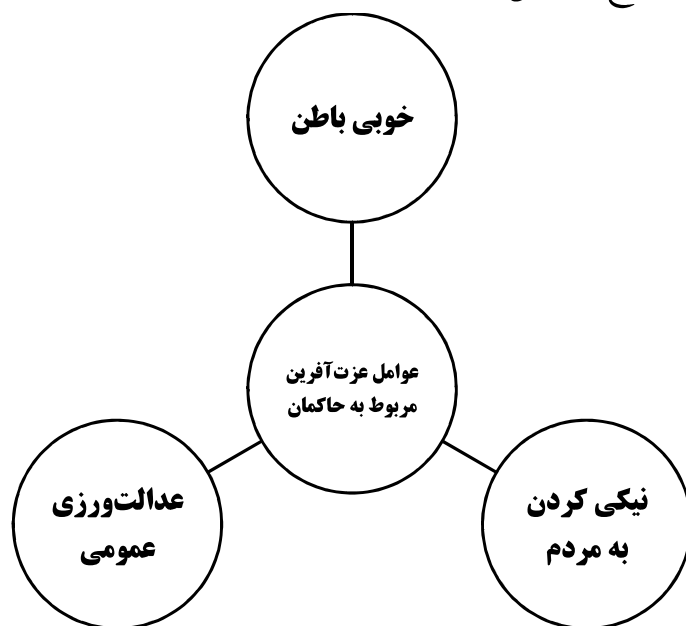 خوبی باطن
عوامل عزت‌آفرین
مربوط به حاکمان
نیکی کردن
به مردم
عدالت‌ورزی
عمومی